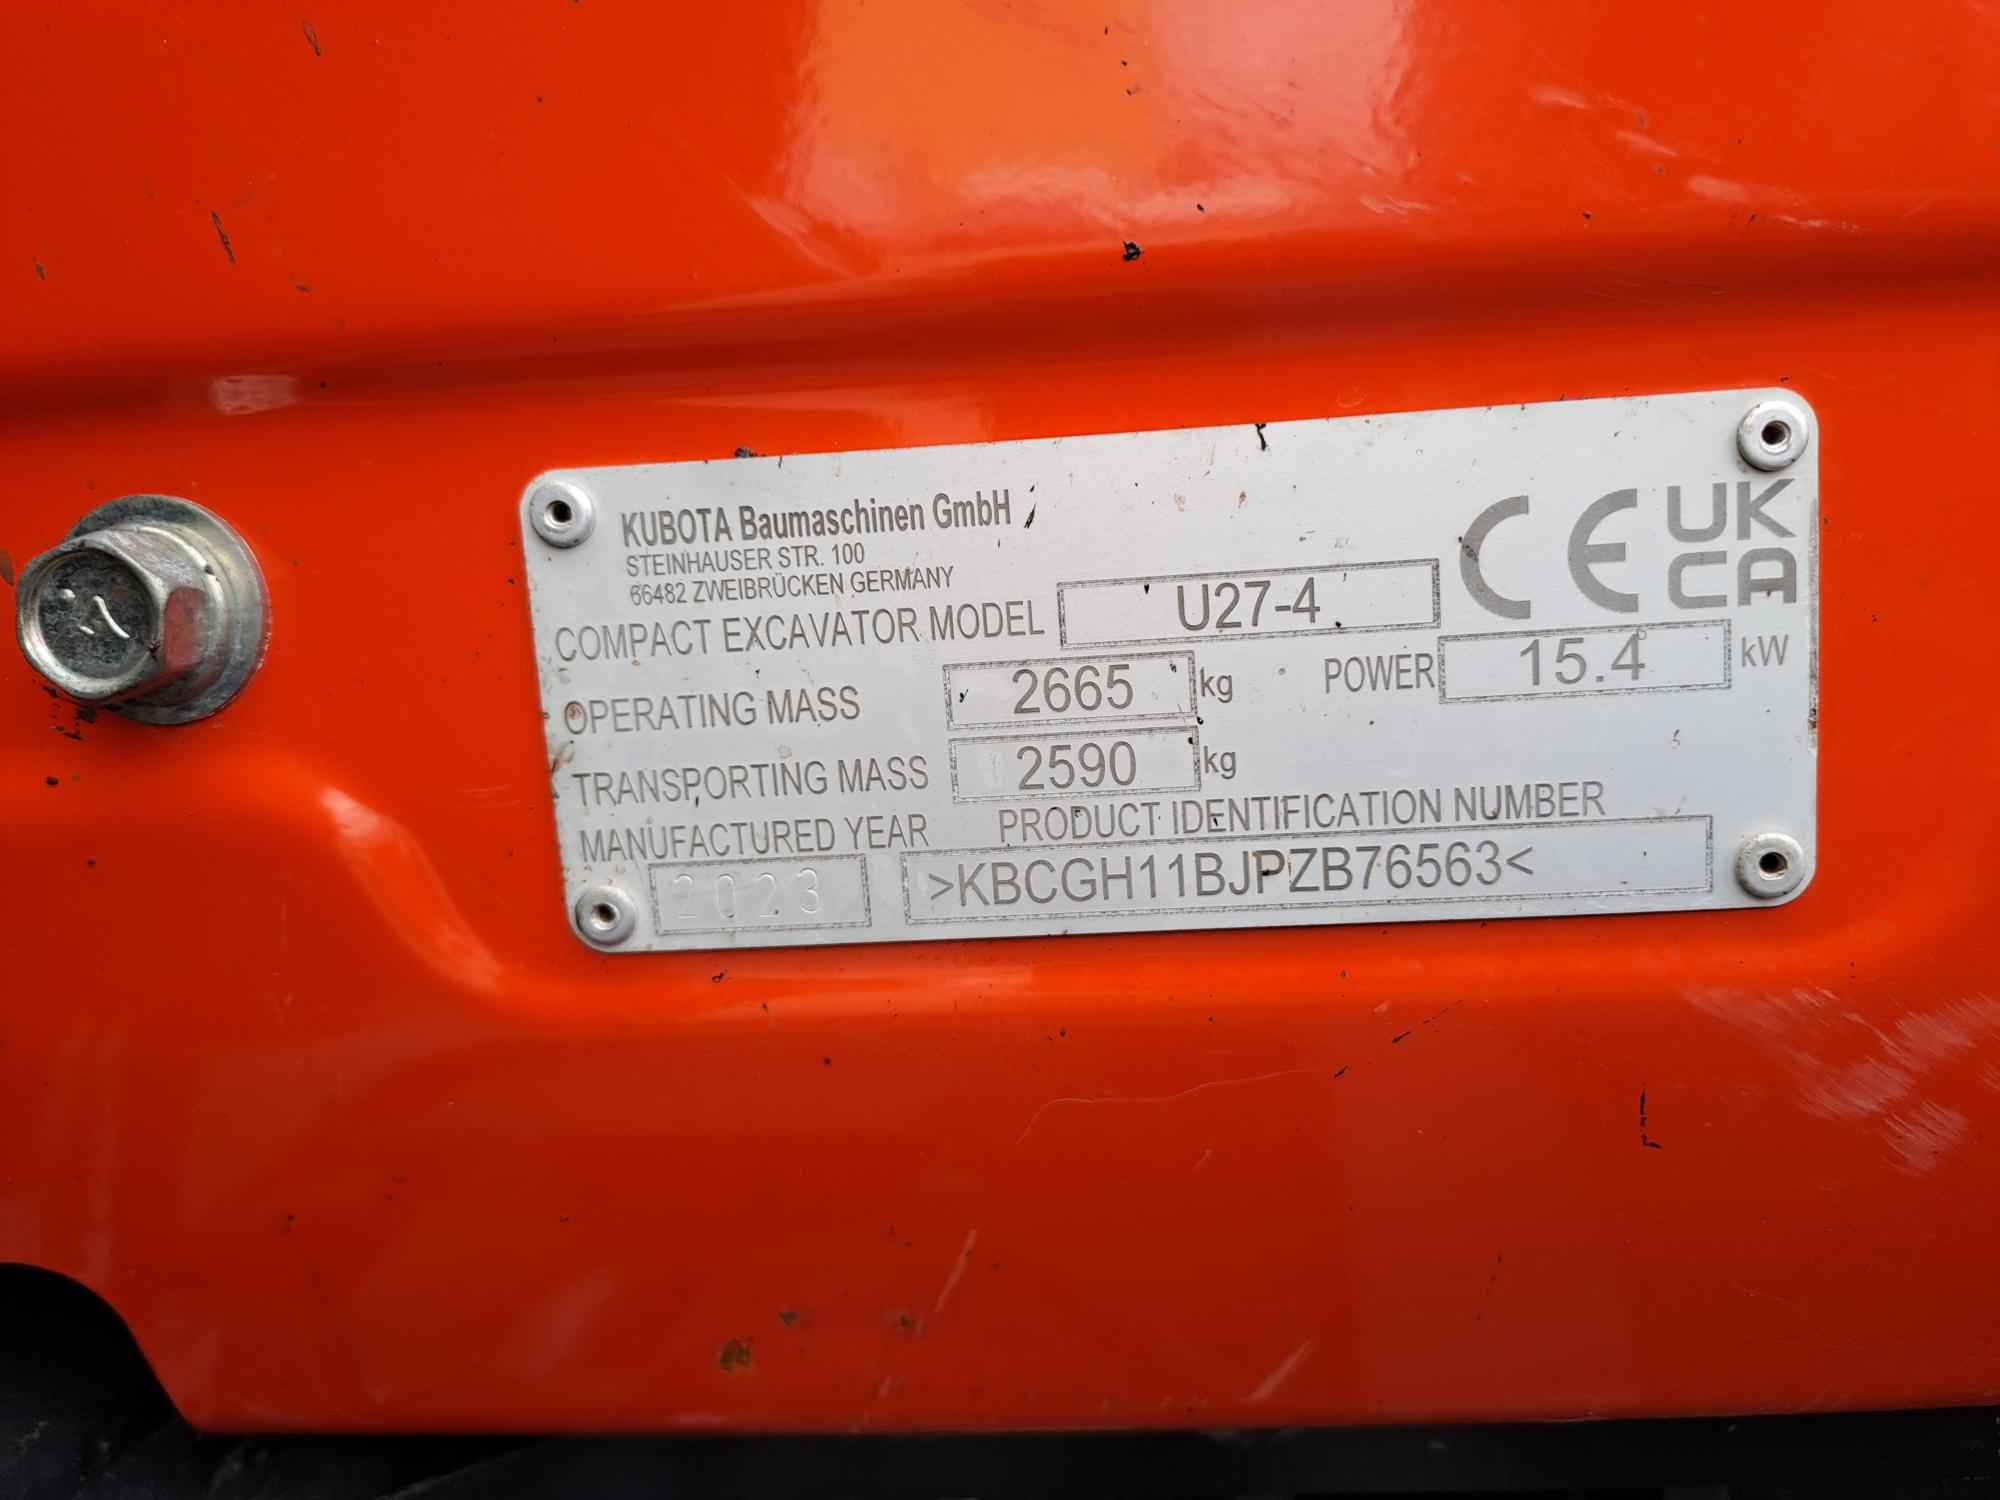 KUBOTA Baumaschinen GmbH
STEINHAUSER STR. 100
66482 ZWEIBRÜCKEN GERMANY
CE UK
CA
COMPACT EXCAVATOR MODEL U27-4
OPERATING MASS 2665 kg POWER 15.4 kW
TRANSPORTING MASS 2590 kg
MANUFACTURED YEAR PRODUCT IDENTIFICATION NUMBER
2023 >KBCGH11BJPZB76563<